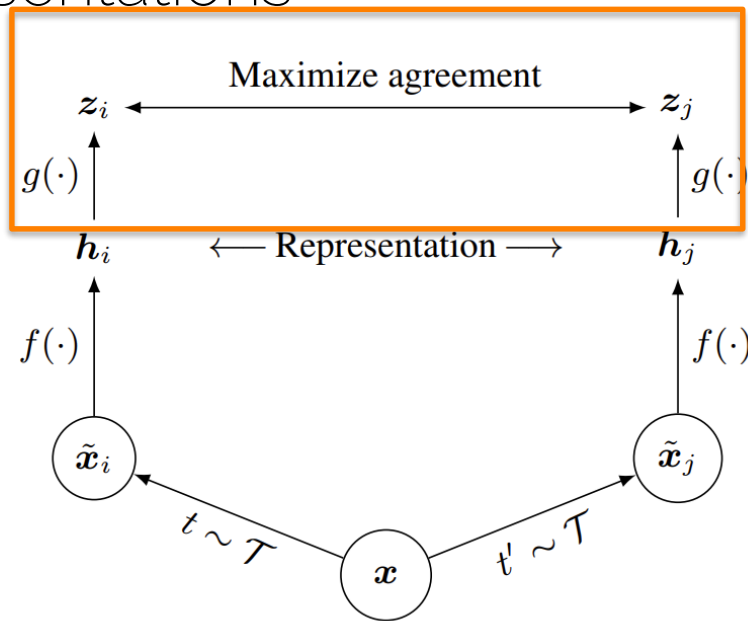 Maximize agreement
z_i z_j
g(·) g(·)
h_i ← Representation → h_j
f(·) f(·)
x̃_i x̃_j
t ∼ 𝒯 t' ∼ 𝒯
x